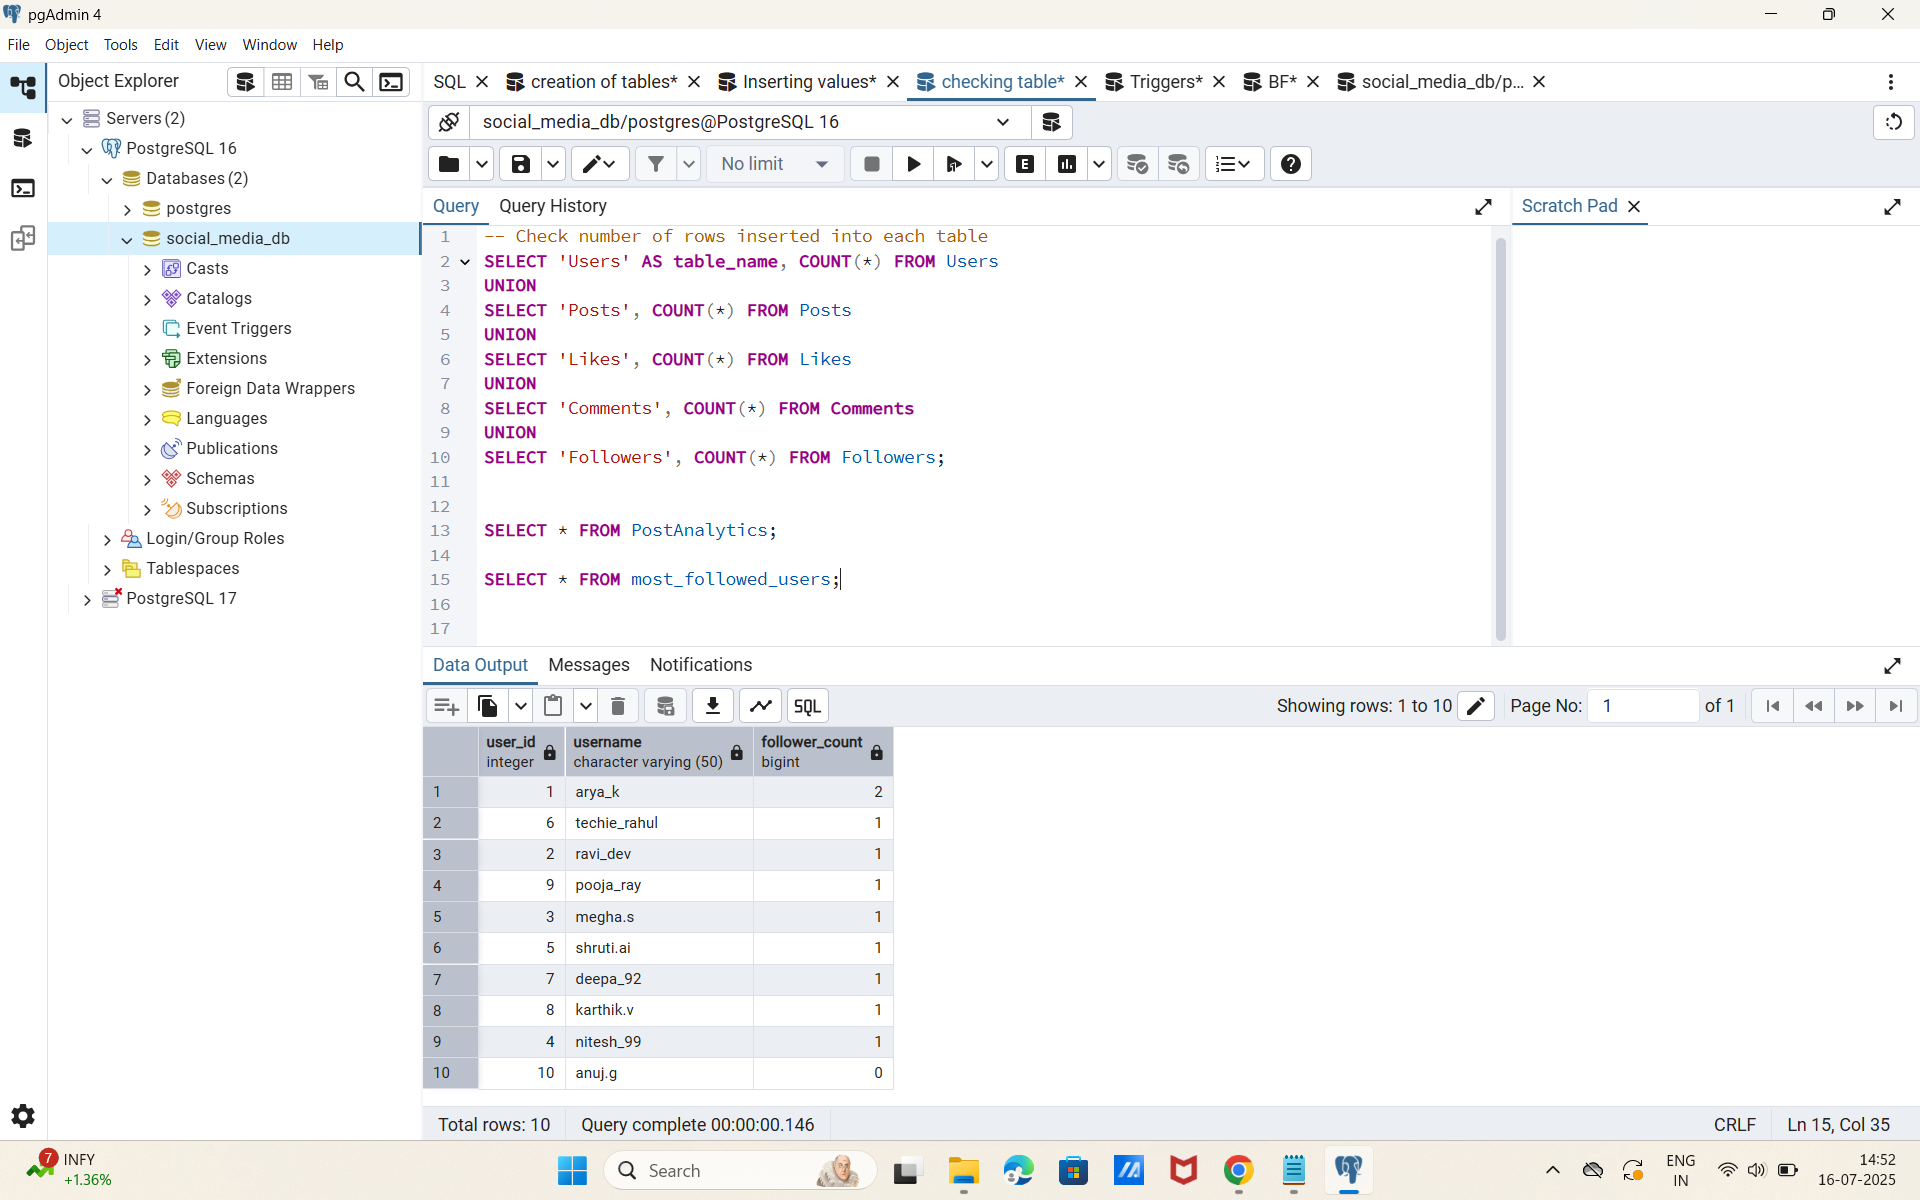 pgAdmin 4
File Object Tools Edit View Window Help
Object Explorer
SQL
creation of tables*
Inserting values*
checking table*
Triggers*
BF*
social_media_db/p...
Servers (2)
PostgreSQL 16
Databases (2)
postgres
social_media_db
Casts
Catalogs
Event Triggers
Extensions
Foreign Data Wrappers
Languages
Publications
Schemas
Subscriptions
Login/Group Roles
Tablespaces
PostgreSQL 17
social_media_db/postgres@PostgreSQL 16
No limit
E
Query Query History
Scratch Pad
1 -- Check number of rows inserted into each table
2 SELECT 'Users' AS table_name, COUNT(*) FROM Users
3 UNION
4 SELECT 'Posts', COUNT(*) FROM Posts
5 UNION
6 SELECT 'Likes', COUNT(*) FROM Likes
7 UNION
8 SELECT 'Comments', COUNT(*) FROM Comments
9 UNION
10 SELECT 'Followers', COUNT(*) FROM Followers;
11
12
13 SELECT * FROM PostAnalytics;
14
15 SELECT * FROM most_followed_users;
16
17
Data Output Messages Notifications
SQL
Showing rows: 1 to 10
Page No: 1 of 1
user_id username follower_count
integer character varying (50) bigint
1 1 arya_k 2
2 6 techie_rahul 1
3 2 ravi_dev 1
4 9 pooja_ray 1
5 3 megha.s 1
6 5 shruti.ai 1
7 7 deepa_92 1
8 8 karthik.v 1
9 4 nitesh_99 1
10 10 anuj.g 0
Total rows: 10
Query complete 00:00:00.146
CRLF
Ln 15, Col 35
7
INFY
+1.36%
Search
ENG
IN
14:52
16-07-2025